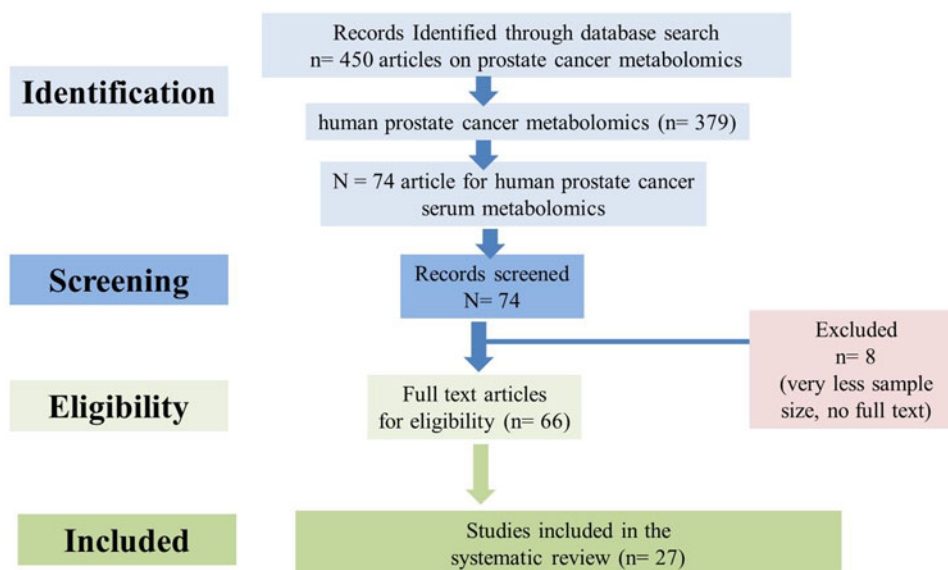 Identification
Records Identified through database search
n= 450 articles on prostate cancer metabolomics
human prostate cancer metabolomics (n= 379)
N = 74 article for human prostate cancer
serum metabolomics
Screening
Records screened
N= 74
Excluded
n= 8
(very less sample
size, no full text)
Eligibility
Full text articles
for eligibility (n= 66)
Included
Studies included in the
systematic review (n= 27)